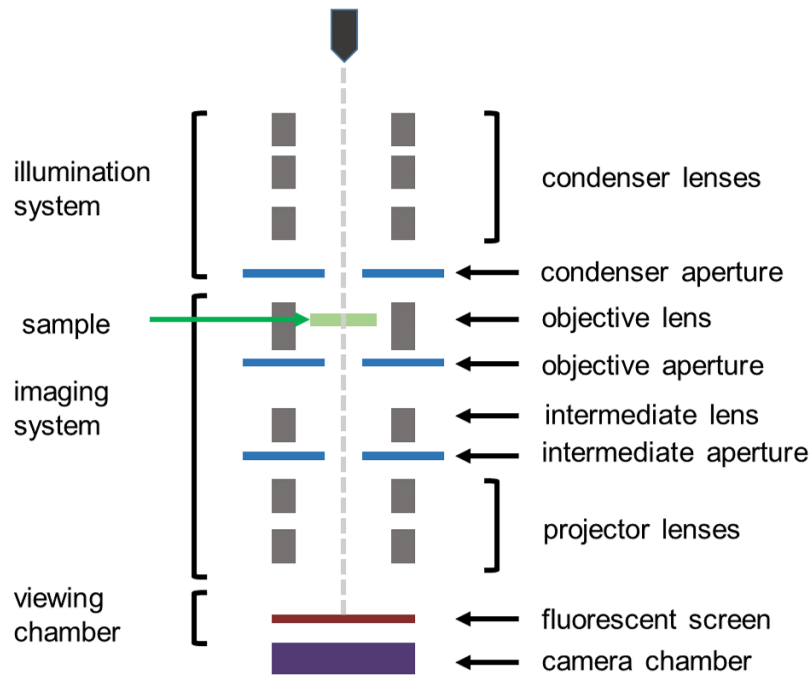 illumination
system
condenser lenses
condenser aperture
sample
objective lens
objective aperture
imaging
system
intermediate lens
intermediate aperture
projector lenses
viewing
chamber
fluorescent screen
camera chamber